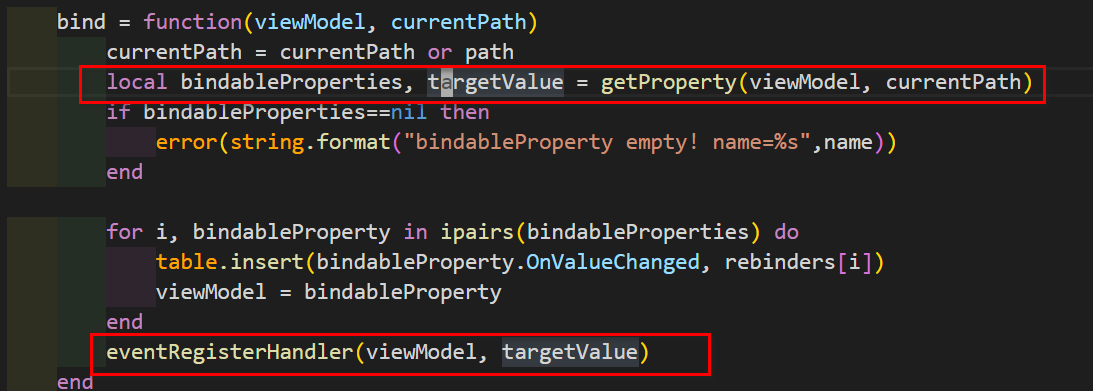 bind = function(viewModel, currentPath)
currentPath = currentPath or path
local bindableProperties, targetValue = getProperty(viewModel, currentPath)
if bindableProperties==nil then
error(string.format("bindableProperty empty! name=%s",name))
end
for i, bindableProperty in ipairs(bindableProperties) do
table.insert(bindableProperty.OnValueChanged, rebinders[i])
viewModel = bindableProperty
end
eventRegisterHandler(viewModel, targetValue)
end